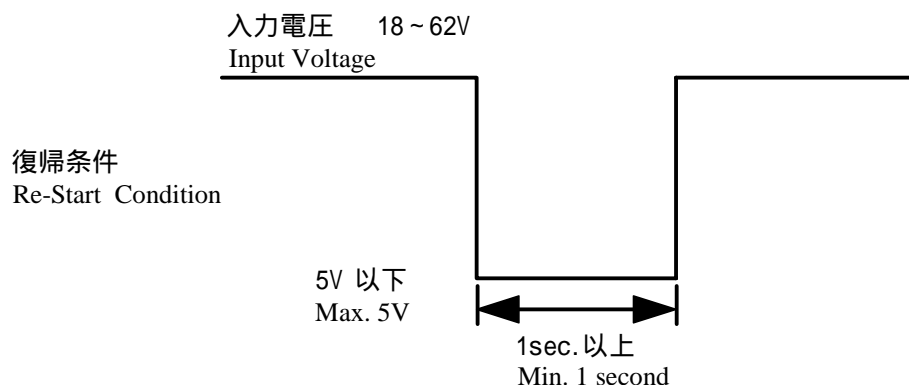 入力電圧 18~62V
Input Voltage
復帰条件
Re-Start Condition
5V 以下
Max. 5V
1sec.以上
Min. 1 second